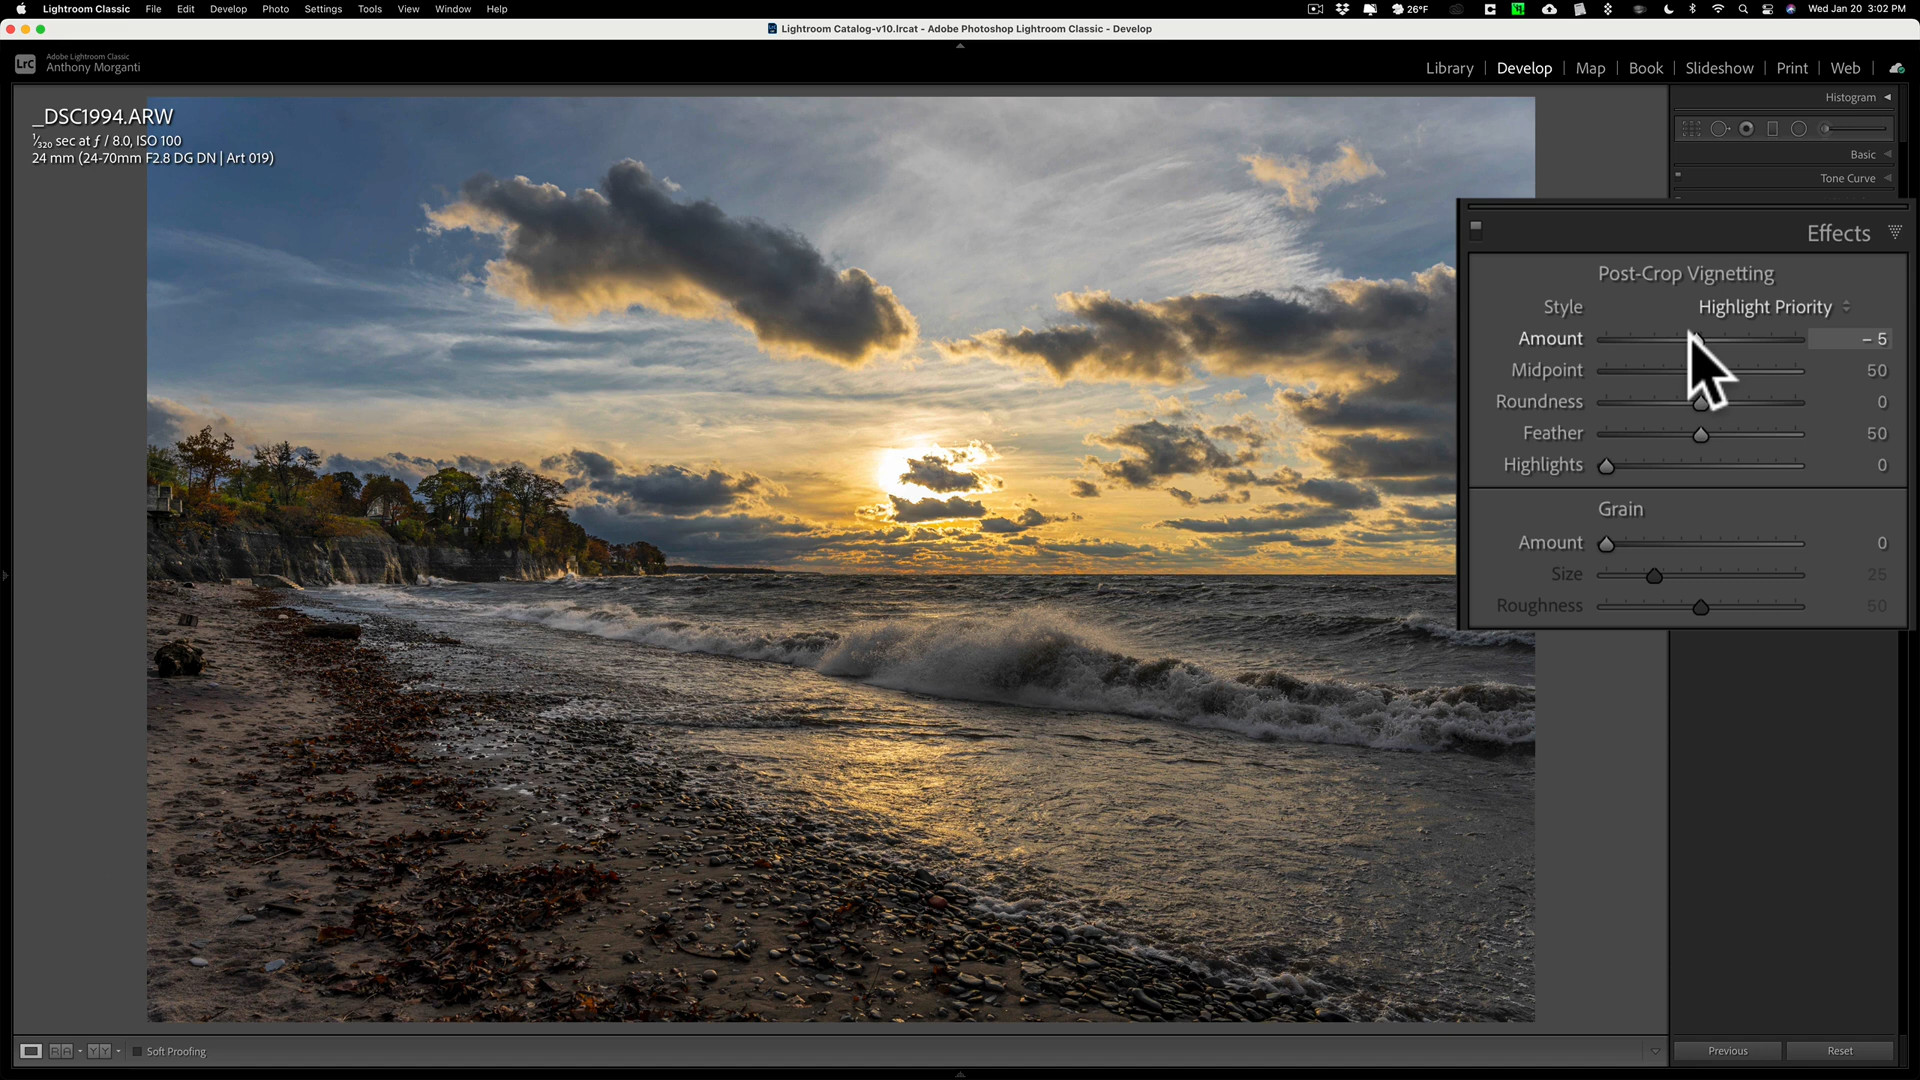 Lightroom Classic File Edit Develop Photo Settings Tools View Window Help 26°F Wed Jan 20 3:02 PM
Lightroom Catalog-v10.lrcat - Adobe Photoshop Lightroom Classic - Develop
LrC
Adobe Lightroom Classic
Anthony Morganti
Library | Develop | Map | Book | Slideshow | Print | Web |
Histogram
_DSC1994.ARW
1/320 sec at ƒ / 8.0, ISO 100
24 mm (24-70mm F2.8 DG DN | Art 019)
Basic
Tone Curve
Effects
Post-Crop Vignetting
Style Highlight Priority
Amount – 5
Midpoint 50
Roundness 0
Feather 50
Highlights 0
Grain
Amount 0
Size 25
Roughness 50
RA YY Soft Proofing
Previous Reset